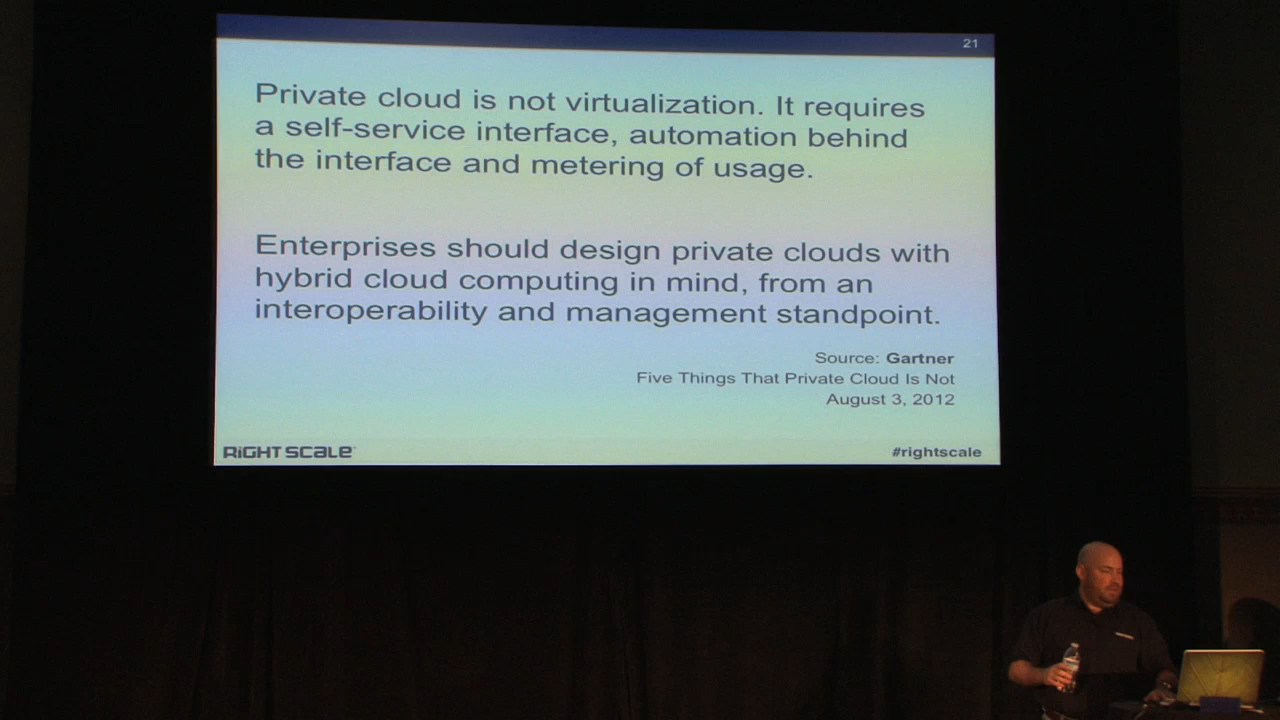 21
Private cloud is not virtualization. It requires
a self-service interface, automation behind
the interface and metering of usage.
Enterprises should design private clouds with
hybrid cloud computing in mind, from an
interoperability and management standpoint.
Source: Gartner
Five Things That Private Cloud Is Not
August 3, 2012
RIGHTSCALE
#rightscale